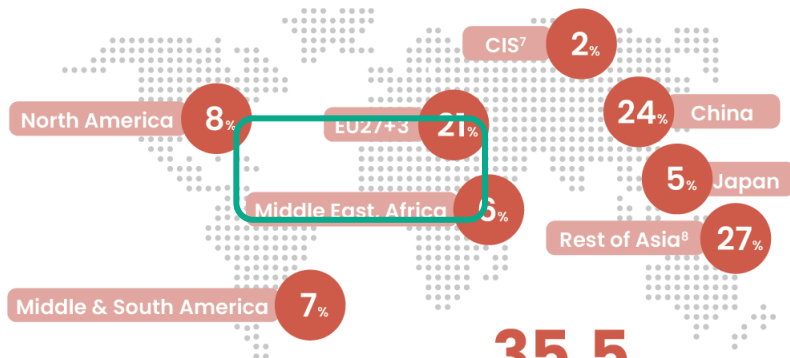 CIS⁷ 2%
North America 8%
EU27+3 21%
24% China
5% Japan
Middle East, Africa 6%
Rest of Asia⁸ 27%
Middle & South America 7%
35.5